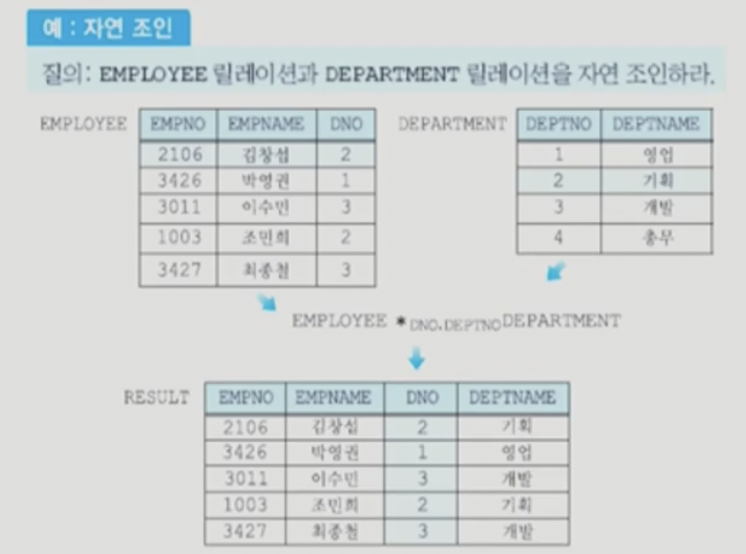 예 : 자연 조인
질의: EMPLOYEE 릴레이션과 DEPARTMENT 릴레이션을 자연 조인하라.
EMPLOYEE
EMPNO EMPNAME DNO
2106 김창섭 2
3426 박영권 1
3011 이수민 3
1003 조민희 2
3427 최종철 3
DEPARTMENT
DEPTNO DEPTNAME
1 영업
2 기획
3 개발
4 총무
EMPLOYEE *DNO,DEPTNO DEPARTMENT
RESULT
EMPNO EMPNAME DNO DEPTNAME
2106 김창섭 2 기획
3426 박영권 1 영업
3011 이수민 3 개발
1003 조민희 2 기획
3427 최종철 3 개발